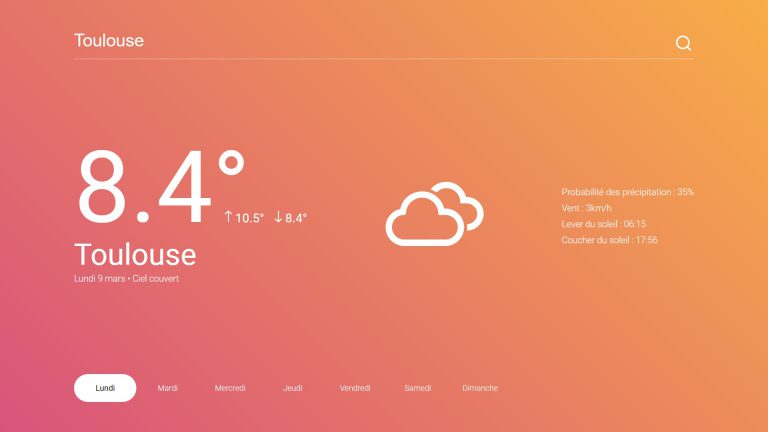 Toulouse
8.4°
↑10.5° ↓8.4°
Toulouse
Lundi 9 mars • Ciel couvert
Probabilité des précipitation : 35%
Vent : 3km/h
Lever du soleil : 06:15
Coucher du soleil : 17:56
Lundi Mardi Mercredi Jeudi Vendredi Samedi Dimanche